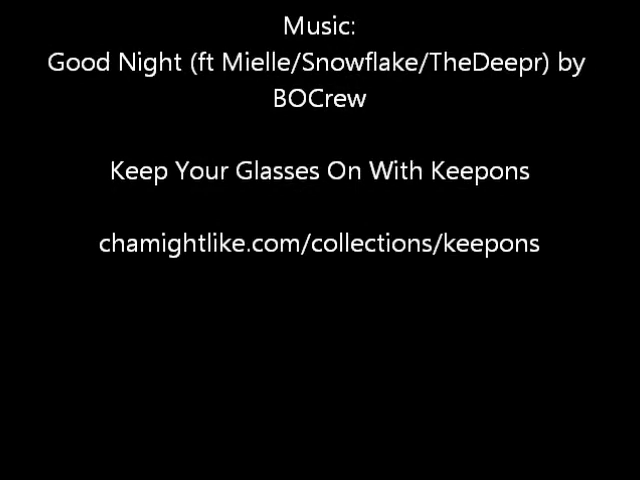 Music:
Good Night (ft Mielle/Snowflake/TheDeepr) by
BOCrew
Keep Your Glasses On With Keepons
chamightlike.com/collections/keepons